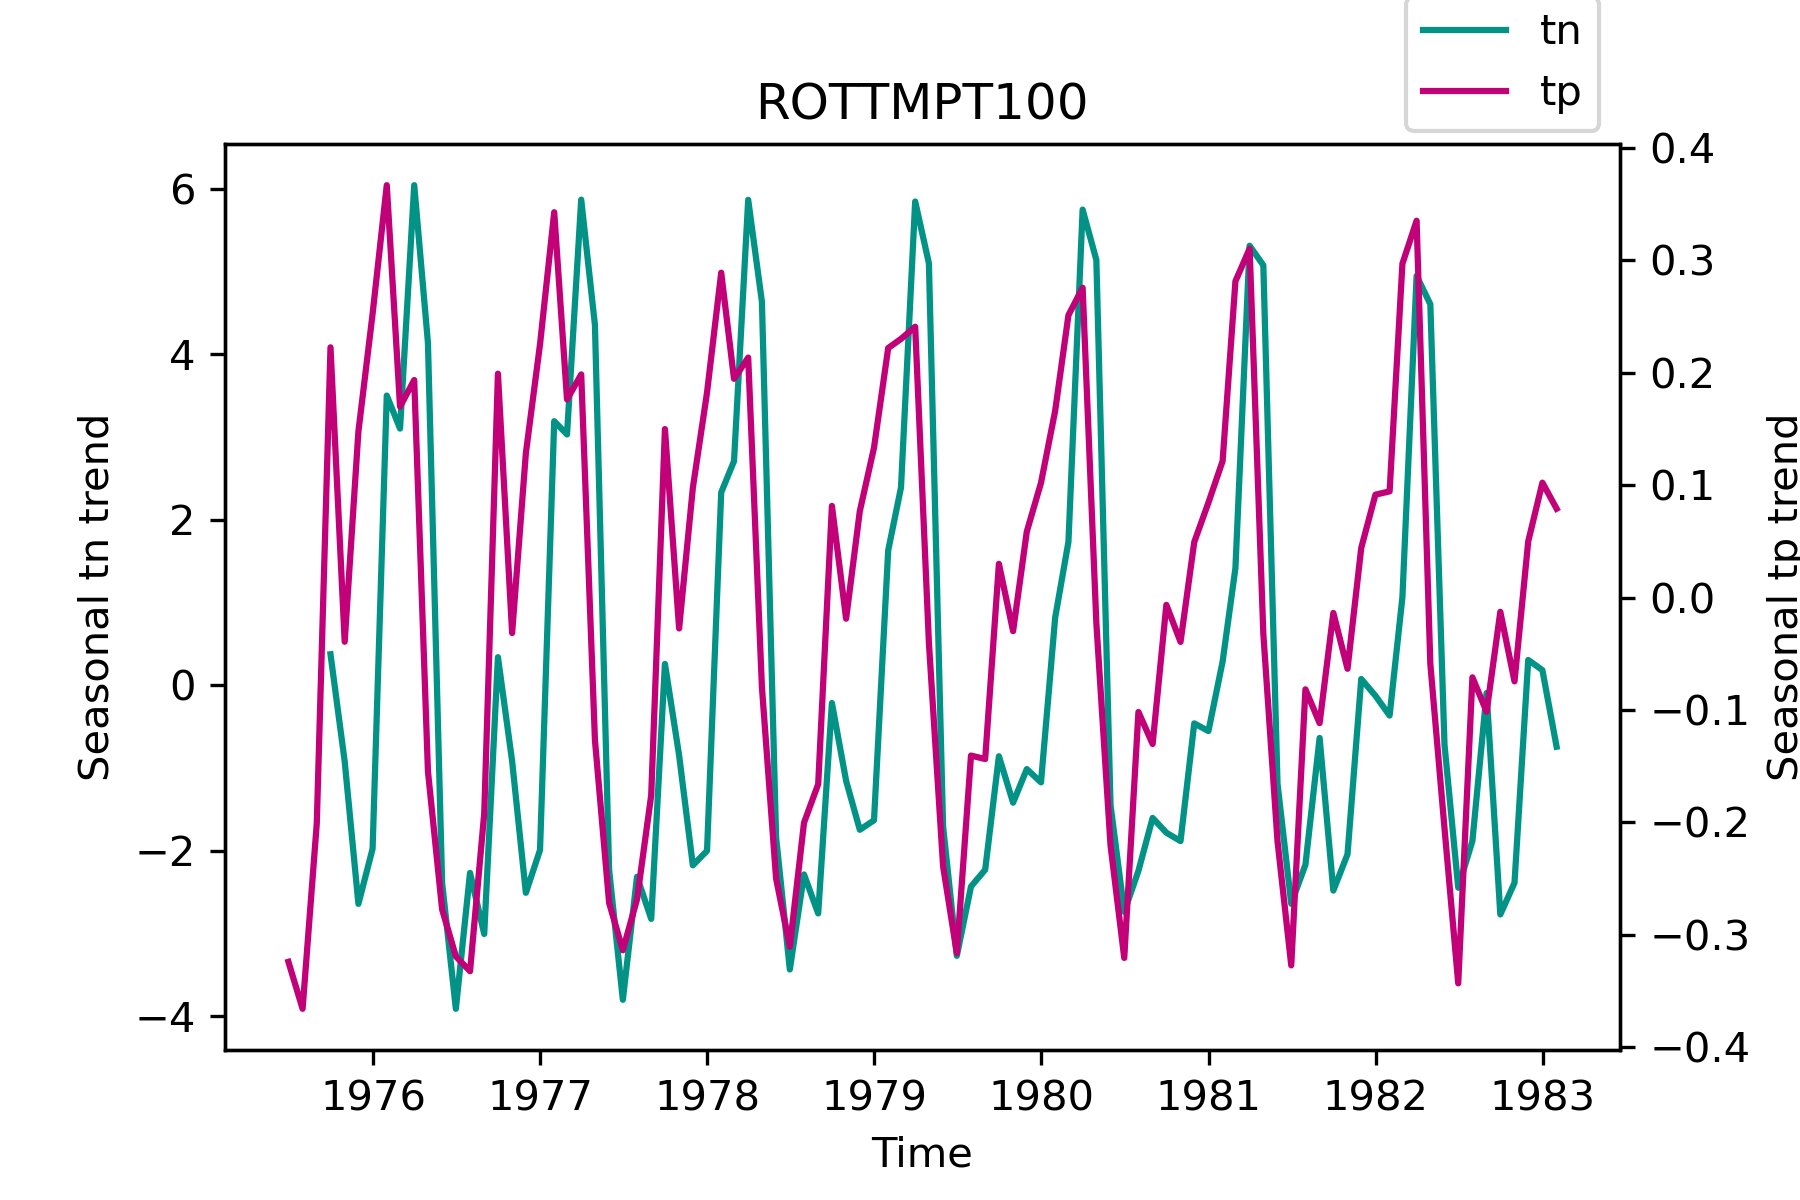 tn
tp
ROTTMPT100
Seasonal tn trend
6
4
2
0
−2
−4
0.4
0.3
0.2
0.1
0.0
−0.1
−0.2
−0.3
−0.4
Seasonal tp trend
1976 1977 1978 1979 1980 1981 1982 1983
Time